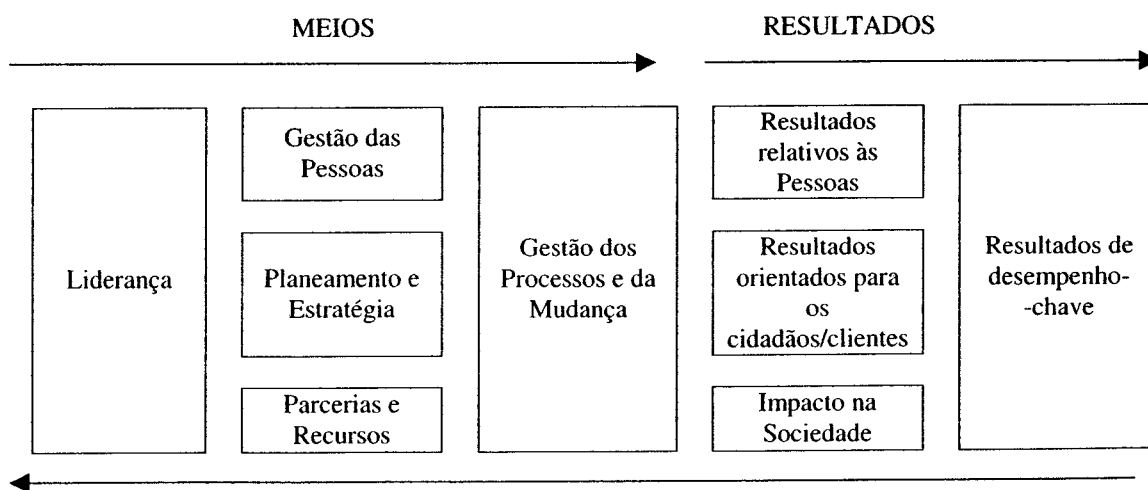 MEIOS
RESULTADOS
Liderança
Gestão das
Pessoas
Planeamento e
Estratégia
Parcerias e
Recursos
Gestão dos
Processos e da
Mudança
Resultados
relativos às
Pessoas
Resultados
orientados para
os
cidadãos/clientes
Impacto na
Sociedade
Resultados de
desempenho-
-chave